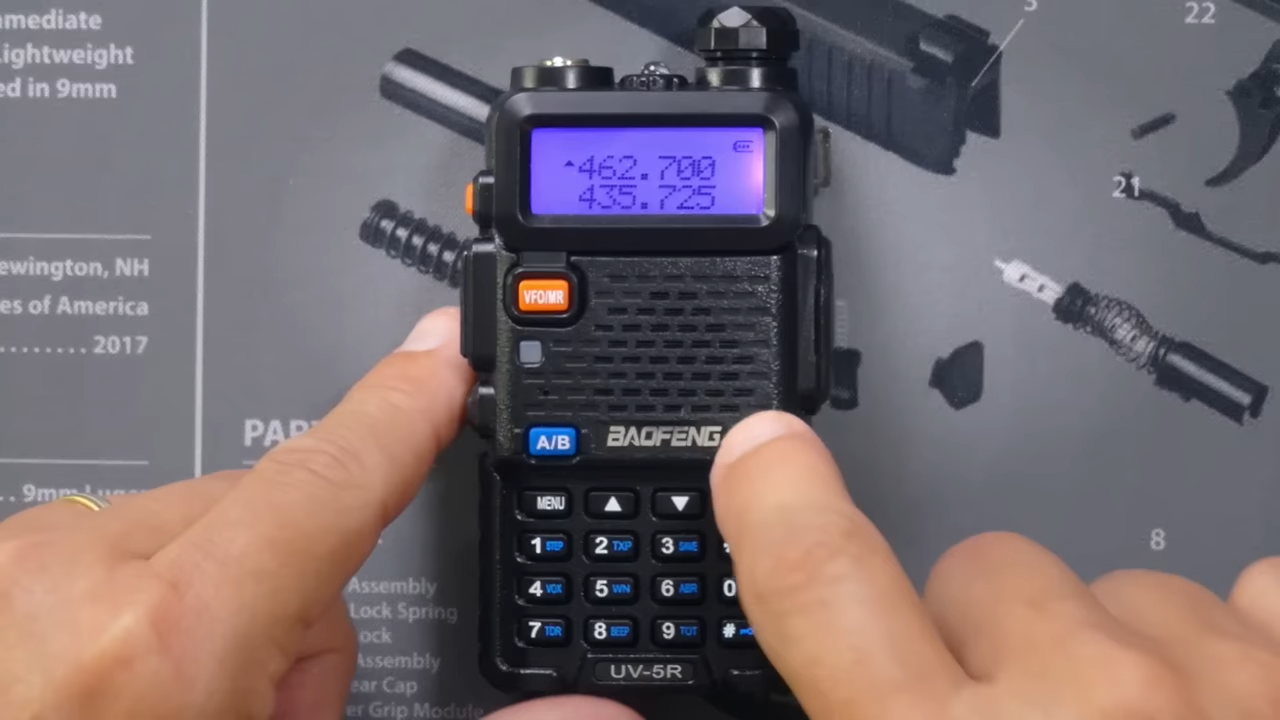 mmediate
Lightweight
ed in 9mm
3
22
462.700
435.725
21
ewington, NH
es of America
........ 2017
VFO/MR
PAR
A/B
BAOFENG
.. 9mm Luger
MENU ▲ ▼
1 STEP 2 TXP 3 SAVE
4 VOX 5 WN 6 ABR 0
7 TDR 8 BEEP 9 TOT #
8
Assembly
Lock Spring
ock
Assembly
ear Cap
er Grip Module
UV-5R